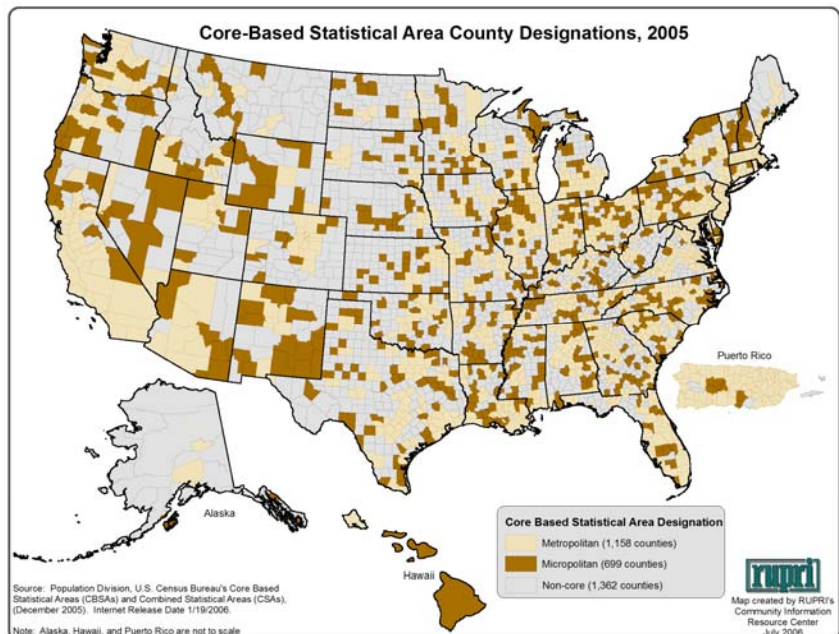 Core-Based Statistical Area County Designations, 2005
Puerto Rico
Alaska
Hawaii
Core Based Statistical Area Designation
Metropolitan (1,158 counties)
Micropolitan (699 counties)
Non-core (1,362 counties)
Source: Population Division, U.S. Census Bureau's Core Based
Statistical Areas (CBSAs) and Combined Statistical Areas (CSAs),
(December 2005). Internet Release Date 1/19/2006.
Note: Alaska, Hawaii, and Puerto Rico are not to scale
rupri
Map created by RUPRI's
Community Information
Resource Center
July 2006